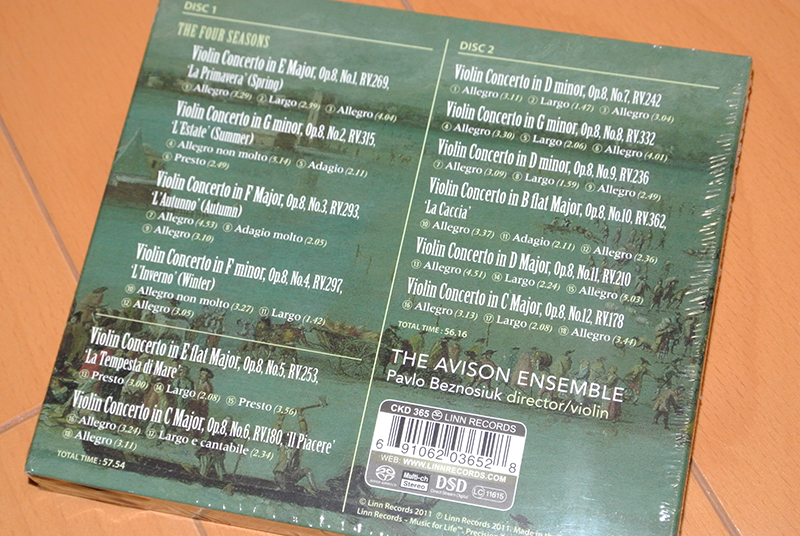 DISC 1
THE FOUR SEASONS
Violin Concerto in E Major, Op.8, No.1, RV.269,
'La Primavera' (Spring)
① Allegro (3.29) ② Largo (2.39) ③ Allegro (4.04)
Violin Concerto in G minor, Op.8, No.2, RV.315,
'L'Estate' (Summer)
④ Allegro non molto (5.14) ⑤ Adagio (2.11)
⑥ Presto (2.49)
Violin Concerto in F Major, Op.8, No.3, RV.293,
'L'Autunno' (Autumn)
⑦ Allegro (4.53) ⑧ Adagio molto (2.05)
⑨ Allegro (3.10)
Violin Concerto in F minor, Op.8, No.4, RV.297,
'L'Inverno' (Winter)
⑩ Allegro non molto (3.27) ⑪ Largo (1.42)
⑫ Allegro (3.05)
Violin Concerto in E flat Major, Op.8, No.5, RV.253,
'La Tempesta di Mare'
⑬ Presto (3.00) ⑭ Largo (2.08) ⑮ Presto (3.56)
Violin Concerto in C Major, Op.8, No.6, RV.180, 'Il Piacere'
⑯ Allegro (3.24) ⑰ Largo e cantabile (2.34)
⑱ Allegro (3.11)
TOTAL TIME : 57.54
DISC 2
Violin Concerto in D minor, Op.8, No.7, RV.242
① Allegro (3.11) ② Largo (1.47) ③ Allegro (3.04)
Violin Concerto in G minor, Op.8, No.8, RV.332
④ Allegro (3.30) ⑤ Largo (2.06) ⑥ Allegro (4.01)
Violin Concerto in D minor, Op.8, No.9, RV.236
⑦ Allegro (3.09) ⑧ Largo (1.59) ⑨ Allegro (2.49)
Violin Concerto in B flat Major, Op.8, No.10, RV.362,
'La Caccia'
⑩ Allegro (3.37) ⑪ Adagio (2.11) ⑫ Allegro (2.36)
Violin Concerto in D Major, Op.8, No.11, RV.210
⑬ Allegro (4.51) ⑭ Largo (2.24) ⑮ Allegro (5.03)
Violin Concerto in C Major, Op.8, No.12, RV.178
⑯ Allegro (3.13) ⑰ Largo (2.08) ⑱ Allegro (3.44)
TOTAL TIME : 56.16
THE AVISON ENSEMBLE
Pavlo Beznosiuk director/violin
CKD 365 LINN RECORDS
6 91062 03652 8
WEB: WWW.LINNRECORDS.COM
Multi-ch
Stereo
DSD
Direct Stream Digital
LC 11615
© Linn Records 2011 ℗ Linn Records 2011. Made in the
Linn Records - Music for Life™. Precision